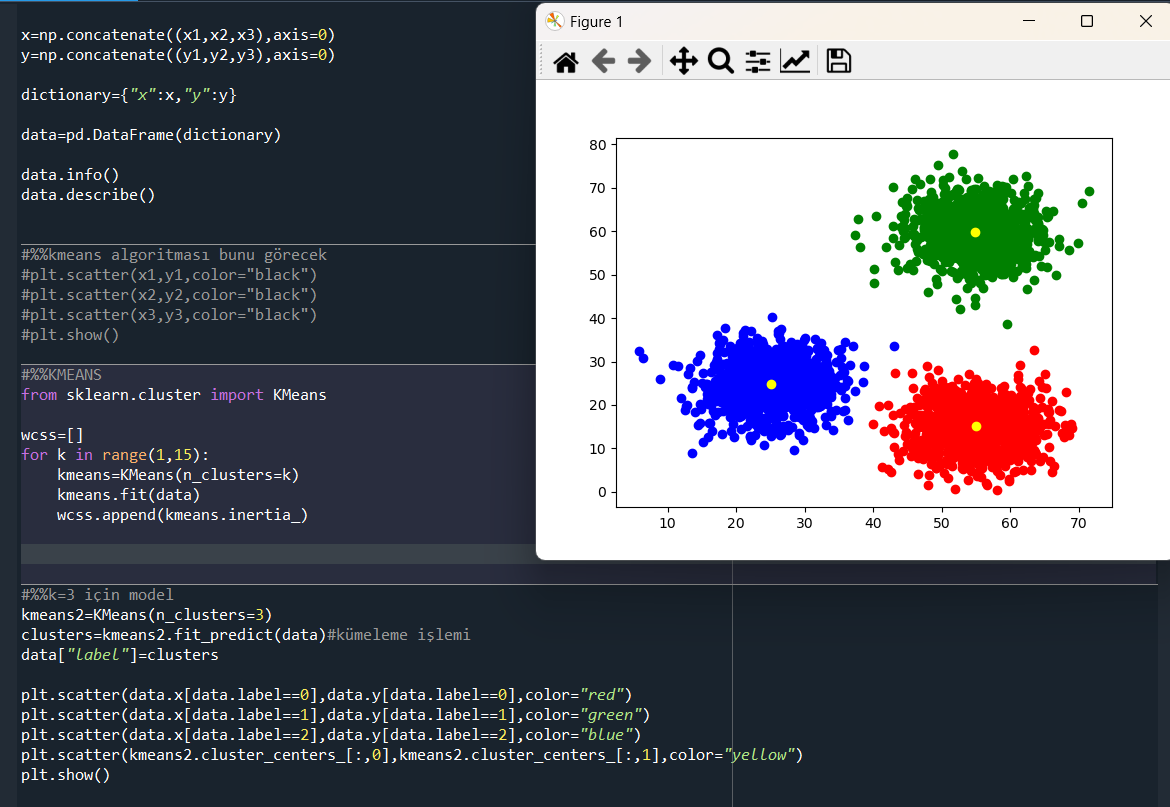 x=np.concatenate((x1,x2,x3),axis=0)
y=np.concatenate((y1,y2,y3),axis=0)
dictionary={"x":x,"y":y}
data=pd.DataFrame(dictionary)
data.info()
data.describe()
#%%kmeans algoritması bunu görecek
#plt.scatter(x1,y1,color="black")
#plt.scatter(x2,y2,color="black")
#plt.scatter(x3,y3,color="black")
#plt.show()
#%%KMEANS
from sklearn.cluster import KMeans
wcss=[]
for k in range(1,15):
    kmeans=KMeans(n_clusters=k)
    kmeans.fit(data)
    wcss.append(kmeans.inertia_)
#%%k=3 için model
kmeans2=KMeans(n_clusters=3)
clusters=kmeans2.fit_predict(data)#kümeleme işlemi
data["label"]=clusters
plt.scatter(data.x[data.label==0],data.y[data.label==0],color="red")
plt.scatter(data.x[data.label==1],data.y[data.label==1],color="green")
plt.scatter(data.x[data.label==2],data.y[data.label==2],color="blue")
plt.scatter(kmeans2.cluster_centers_[:,0],kmeans2.cluster_centers_[:,1],color="yellow")
plt.show()
Figure 1
80
70
60
50
40
30
20
10
0
10 20 30 40 50 60 70